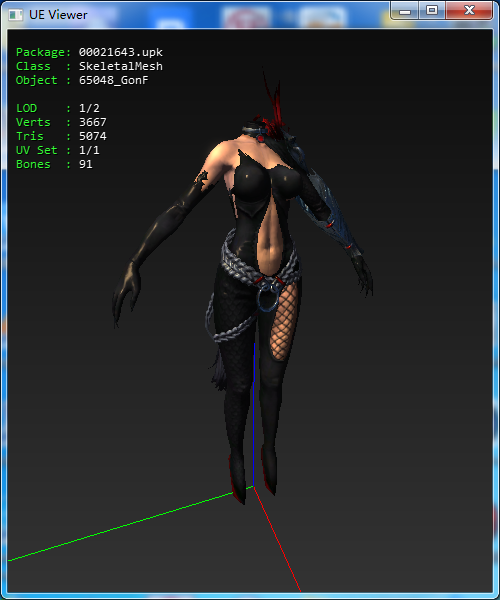 UE Viewer
Package: 00021643.upk
Class  : SkeletalMesh
Object : 65048_GonF
LOD    : 1/2
Verts  : 3667
Tris   : 5074
UV Set : 1/1
Bones  : 91